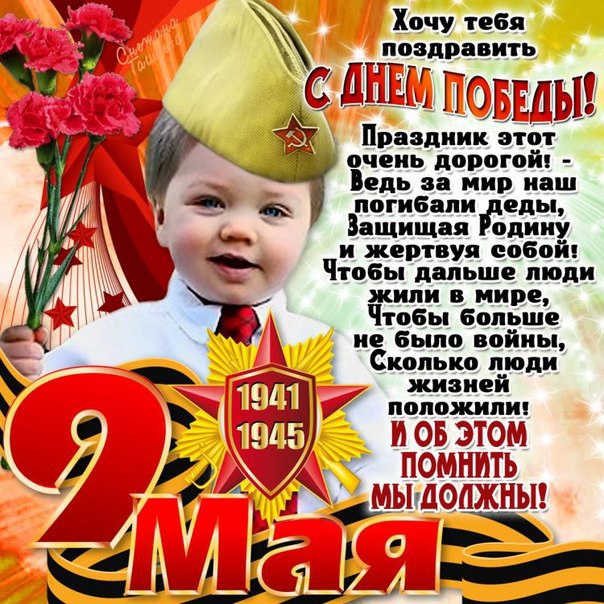 Снежана
Хочу тебя
поздравить
С ДНЕМ ПОБЕДЫ!
Праздник этот
очень дорогой! -
Ведь за мир наш
погибали деды,
Защищая Родину
и жертвуя собой!
Чтобы дальше люди
жили в мире,
Чтобы больше
не было войны,
Сколько люди
жизней
положили!
И ОБ ЭТОМ
ПОМНИТЬ
МЫ ДОЛЖНЫ!
1941
1945
9
Мая